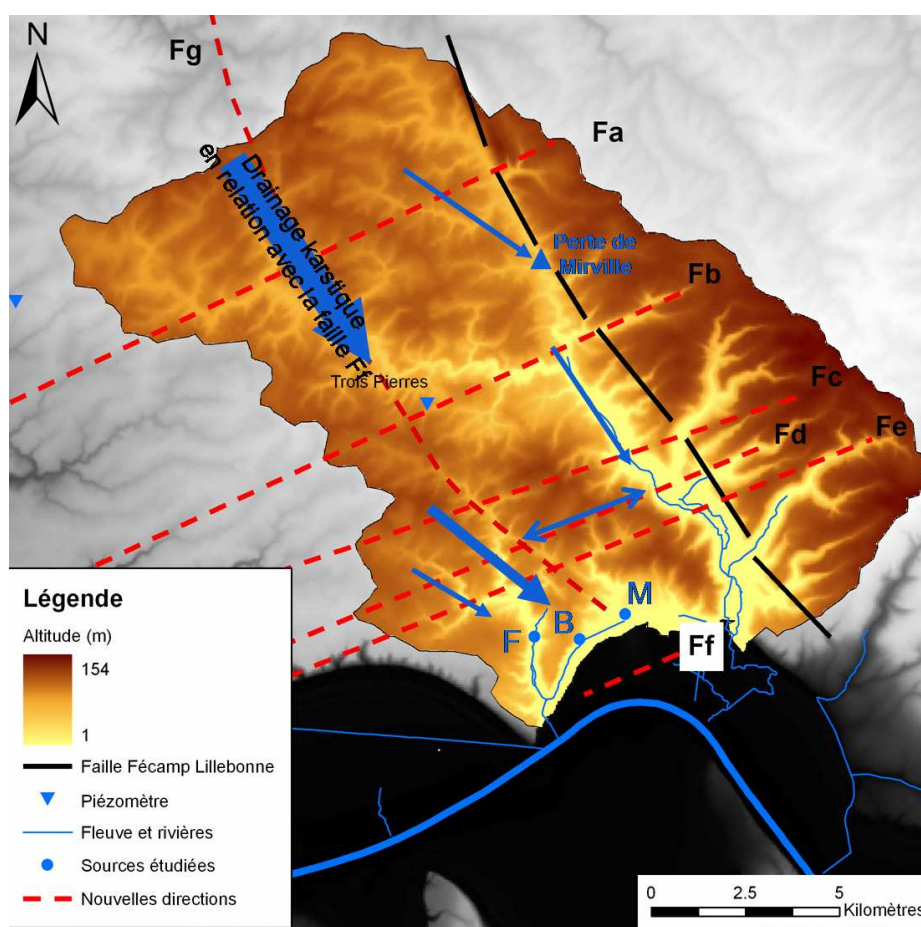 N
Fg
Fa
Drainage karstique
en relation avec la faille Ff
Perte de
Mirville
Fb
Trois Pierres
Fc
Fd
Fe
M
F
B
Ff
Légende
Altitude (m)
154
1
Faille Fécamp Lillebonne
Piézomètre
Fleuve et rivières
Sources étudiées
Nouvelles directions
0 2.5 5
Kilomètres